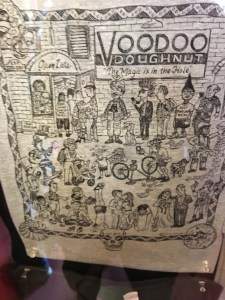 VOODOO
DOUGHNUT
The Magic is in the Hole